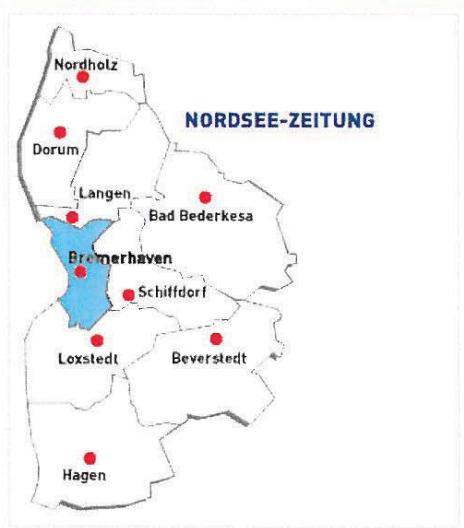 Nordholz
NORDSEE-ZEITUNG
Dorum
Langen
Bad Bederkesa
Bremerhaven
Schiffdorf
Loxstedt
Beverstedt
Hagen